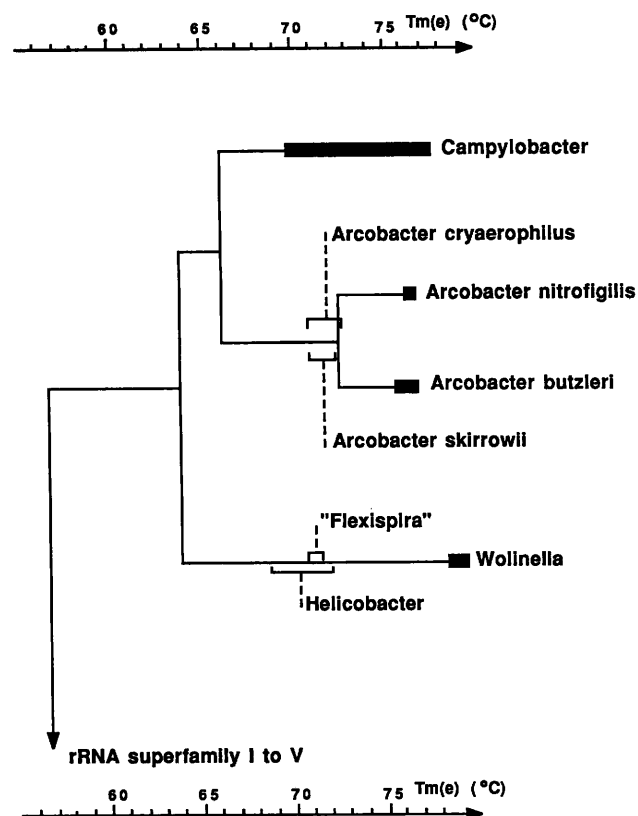 60 65 70 75 Tm(e) (°C)
Campylobacter
Arcobacter cryaerophilus
Arcobacter nitrofigilis
Arcobacter butzleri
Arcobacter skirrowii
"Flexispira"
Wolinella
Helicobacter
rRNA superfamily I to V
60 65 70 75 Tm(e) (°C)